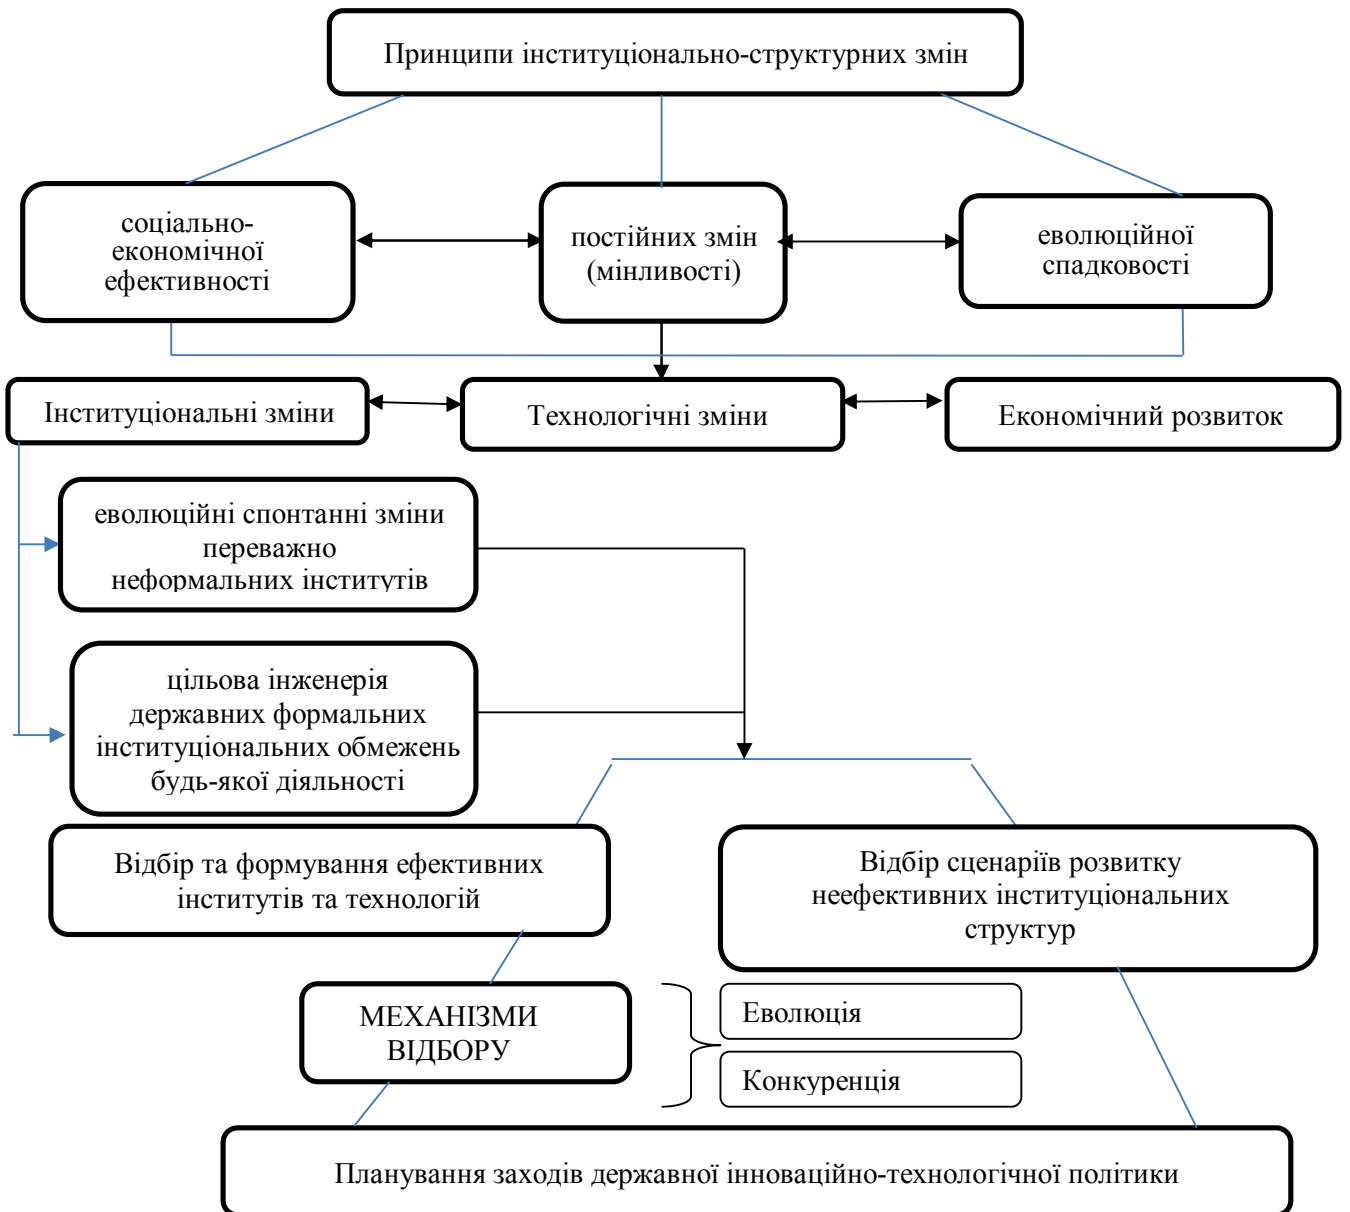 Принципи інституціонально-структурних змін
соціально-
економічної
ефективності
постійних змін
(мінливості)
еволюційної
спадковості
Інституціональні зміни
Технологічні зміни
Економічний розвиток
еволюційні спонтанні зміни
переважно
неформальних інститутів
цільова інженерія
державних формальних
інституціональних обмежень
будь-якої діяльності
Відбір та формування ефективних
інститутів та технологій
Відбір сценаріїв розвитку
неефективних інституціональних
структур
МЕХАНІЗМИ
ВІДБОРУ
Еволюція
Конкуренція
Планування заходів державної інноваційно-технологічної політики